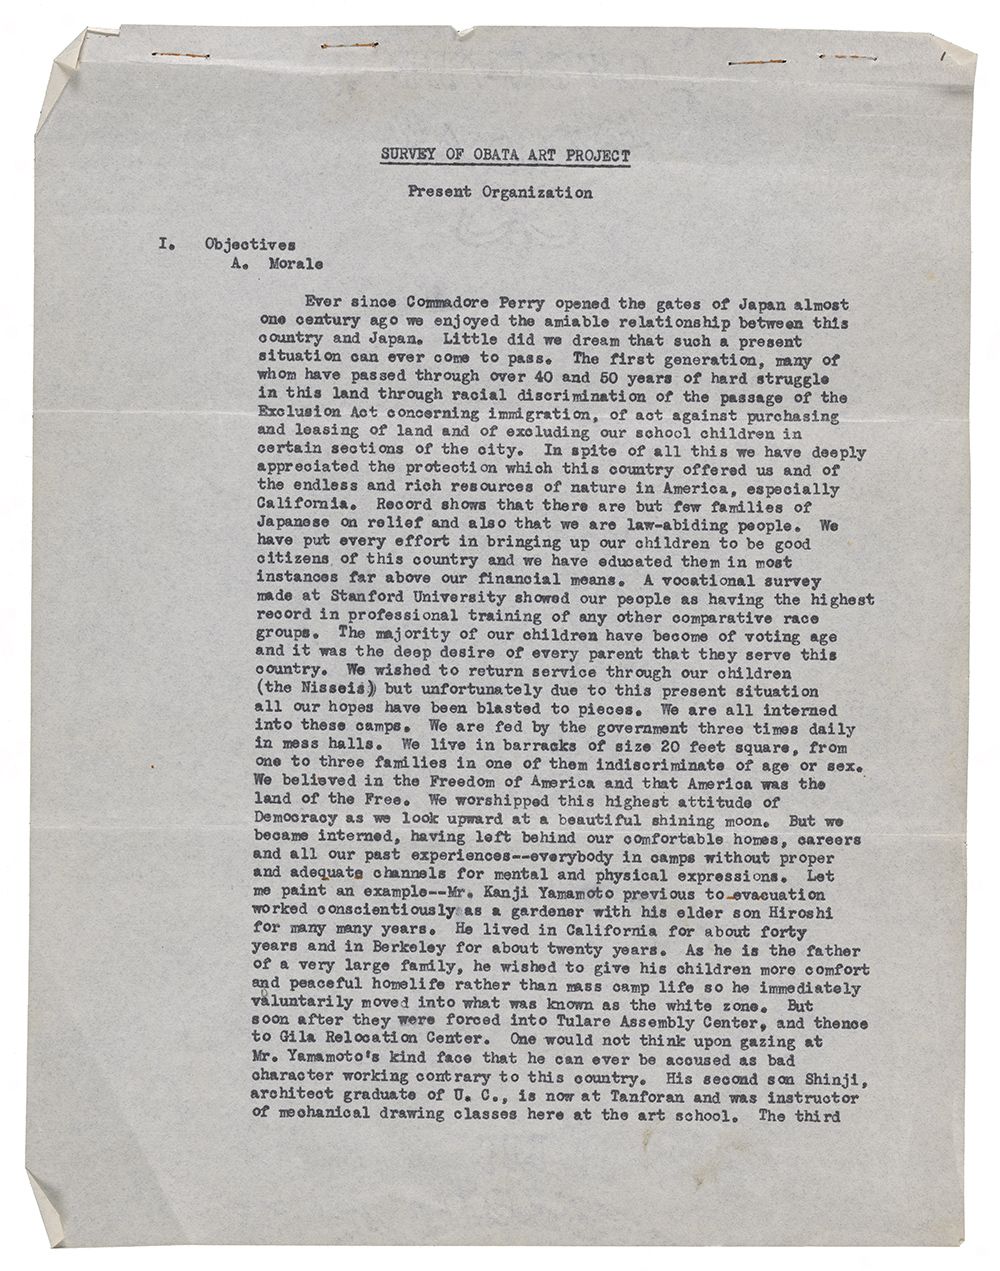 SURVEY OF OBATA ART PROJECT
Present Organization
I. Objectives
A. Morale
Ever since Commadore Perry opened the gates of Japan almost
one century ago we enjoyed the amiable relationship between this
country and Japan. Little did we dream that such a present
situation can ever come to pass. The first generation, many of
whom have passed through over 40 and 50 years of hard struggle
in this land through racial discrimination of the passage of the
Exclusion Act concerning immigration, of act against purchasing
and leasing of land and of excluding our school children in
certain sections of the city. In spite of all this we have deeply
appreciated the protection which this country offered us and of
the endless and rich resources of nature in America, especially
California. Record shows that there are but few families of
Japanese on relief and also that we are law-abiding people. We
have put every effort in bringing up our children to be good
citizens of this country and we have educated them in most
instances far above our financial means. A vocational survey
made at Stanford University showed our people as having the highest
record in professional training of any other comparative race
groups. The majority of our children have become of voting age
and it was the deep desire of every parent that they serve this
country. We wished to return service through our children
(the Nisseis) but unfortunately due to this present situation
all our hopes have been blasted to pieces. We are all interned
into these camps. We are fed by the government three times daily
in mess halls. We live in barracks of size 20 feet square, from
one to three families in one of them indiscriminate of age or sex.
We believed in the Freedom of America and that America was the
land of the Free. We worshipped this highest attitude of
Democracy as we look upward at a beautiful shining moon. But we
became interned, having left behind our comfortable homes, careers
and all our past experiences--everybody in camps without proper
and adequate channels for mental and physical expressions. Let
me paint an example--Mr. Kanji Yamamoto previous to evacuation
worked conscientiously as a gardener with his elder son Hiroshi
for many many years. He lived in California for about forty
years and in Berkeley for about twenty years. As he is the father
of a very large family, he wished to give his children more comfort
and peaceful homelife rather than mass camp life so he immediately
valuntarily moved into what was known as the white zone. But
soon after they were forced into Tulare Assembly Center, and thence
to Gila Relocation Center. One would not think upon gazing at
Mr. Yamamoto's kind face that he can ever be accused as bad
character working contrary to this country. His second son Shinji,
architect graduate of U. C., is now at Tanforan and was instructor
of mechanical drawing classes here at the art school. The third